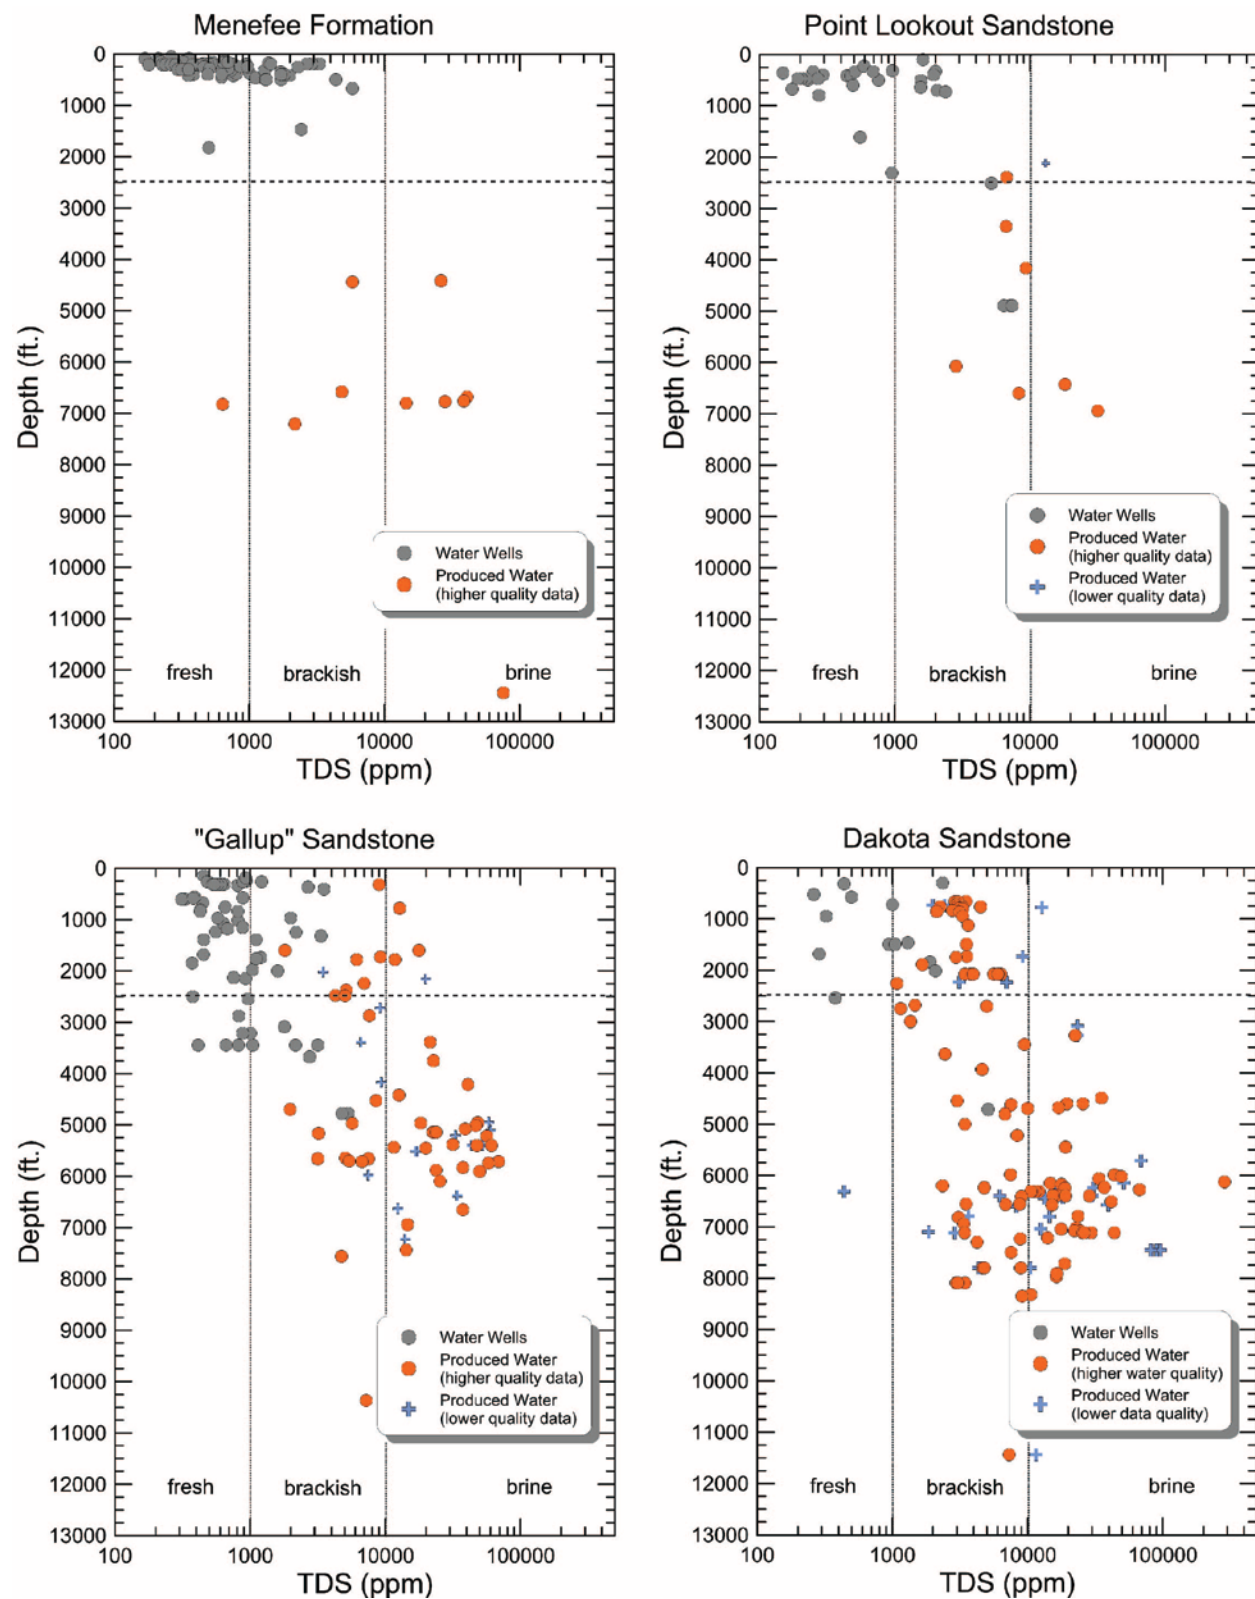 Menefee Formation
0
1000
2000
3000
4000
5000
6000
7000
8000
9000
10000
11000
12000
13000
Depth (ft.)
Water Wells
Produced Water
(higher quality data)
fresh
brackish
brine
100
1000
10000
100000
TDS (ppm)
Point Lookout Sandstone
0
1000
2000
3000
4000
5000
6000
7000
8000
9000
10000
11000
12000
13000
Depth (ft.)
Water Wells
Produced Water
(higher quality data)
Produced Water
(lower quality data)
fresh
brackish
brine
100
1000
10000
100000
TDS (ppm)
"Gallup" Sandstone
0
1000
2000
3000
4000
5000
6000
7000
8000
9000
10000
11000
12000
13000
Depth (ft.)
Water Wells
Produced Water
(higher quality data)
Produced Water
(lower quality data)
fresh
brackish
brine
100
1000
10000
100000
TDS (ppm)
Dakota Sandstone
0
1000
2000
3000
4000
5000
6000
7000
8000
9000
10000
11000
12000
13000
Depth (ft.)
Water Wells
Produced Water
(higher water quality)
Produced Water
(lower data quality)
fresh
brackish
brine
100
1000
10000
100000
TDS (ppm)